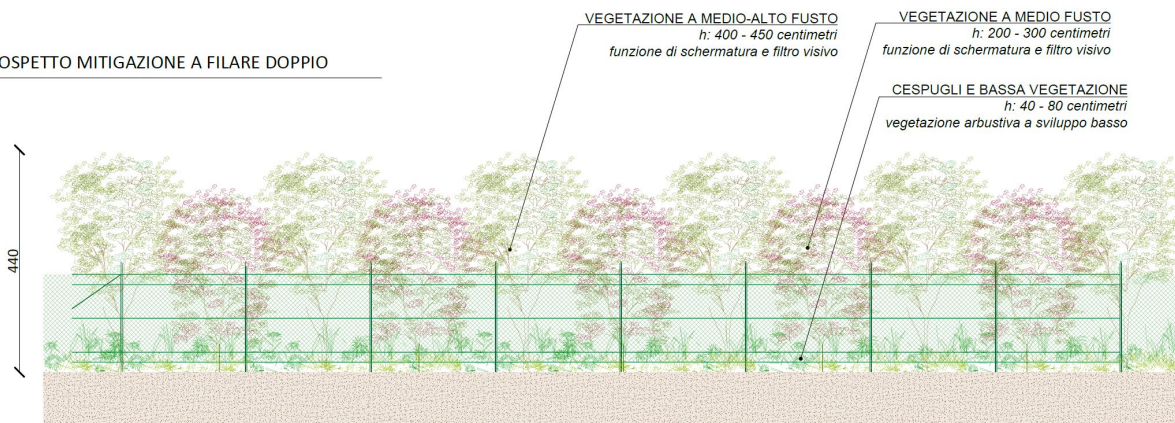 OSPETTO MITIGAZIONE A FILARE DOPPIO
VEGETAZIONE A MEDIO-ALTO FUSTO
h: 400 - 450 centimetri
funzione di schermatura e filtro visivo
VEGETAZIONE A MEDIO FUSTO
h: 200 - 300 centimetri
funzione di schermatura e filtro visivo
CESPUGLI E BASSA VEGETAZIONE
h: 40 - 80 centimetri
vegetazione arbustiva a sviluppo basso
440